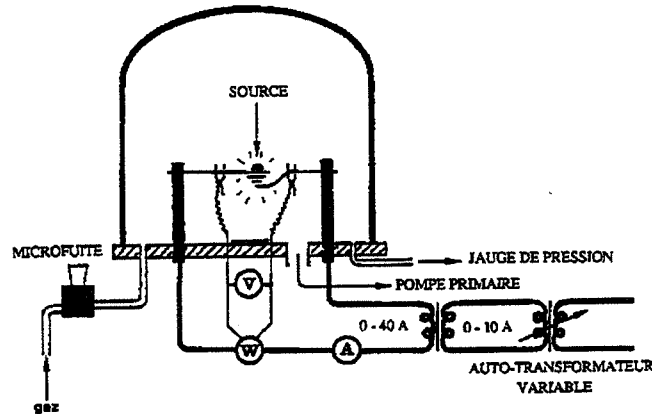 SOURCE
MICROFUITE
JAUGE DE PRESSION
POMPE PRIMAIRE
V
0 - 40 A
0 - 10 A
W
A
AUTO-TRANSFORMATEUR
VARIABLE
gaz